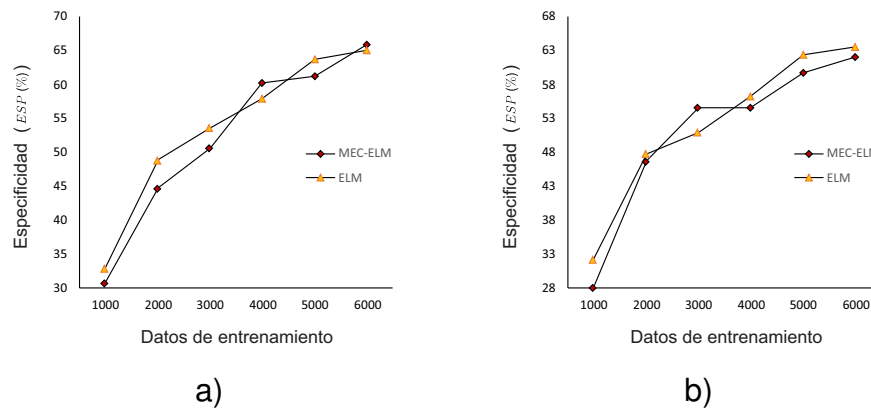 Especificidad ( ESP (%))
70
65
60
55
50
45
40
35
30
1000 2000 3000 4000 5000 6000
Datos de entrenamiento
MEC-ELM
ELM
a)
Especificidad ( ESP (%))
68
63
58
53
48
43
38
33
28
1000 2000 3000 4000 5000 6000
Datos de entrenamiento
MEC-ELM
ELM
b)